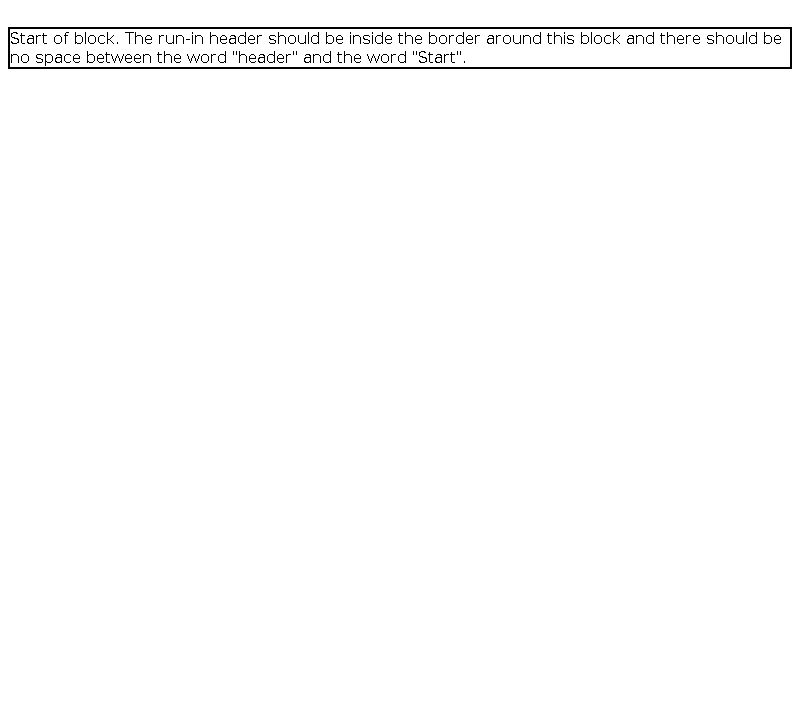 Start of block. The run-in header should be inside the border around this block and there should be
no space between the word "header" and the word "Start".